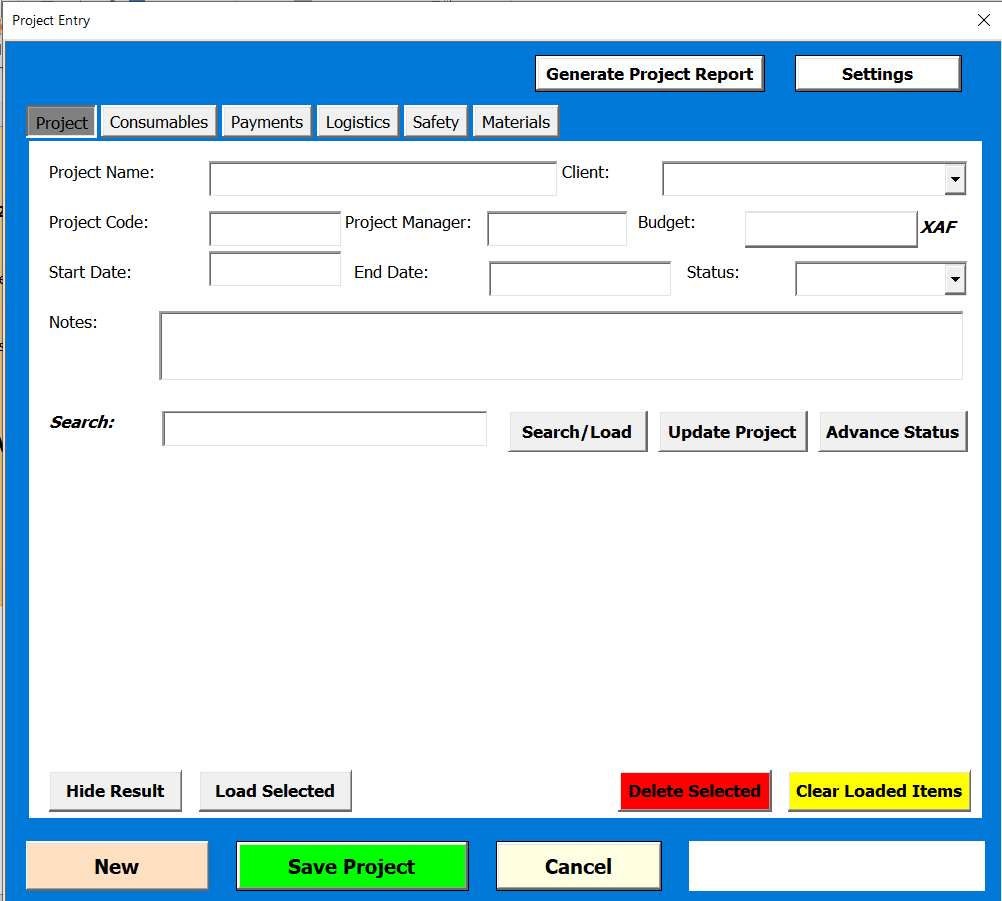 Project Entry
Generate Project Report Settings
Project Consumables Payments Logistics Safety Materials
Project Name: Client:
Project Code: Project Manager: Budget: XAF
Start Date: End Date: Status:
Notes:
Search: Search/Load Update Project Advance Status
Hide Result Load Selected Delete Selected Clear Loaded Items
New Save Project Cancel